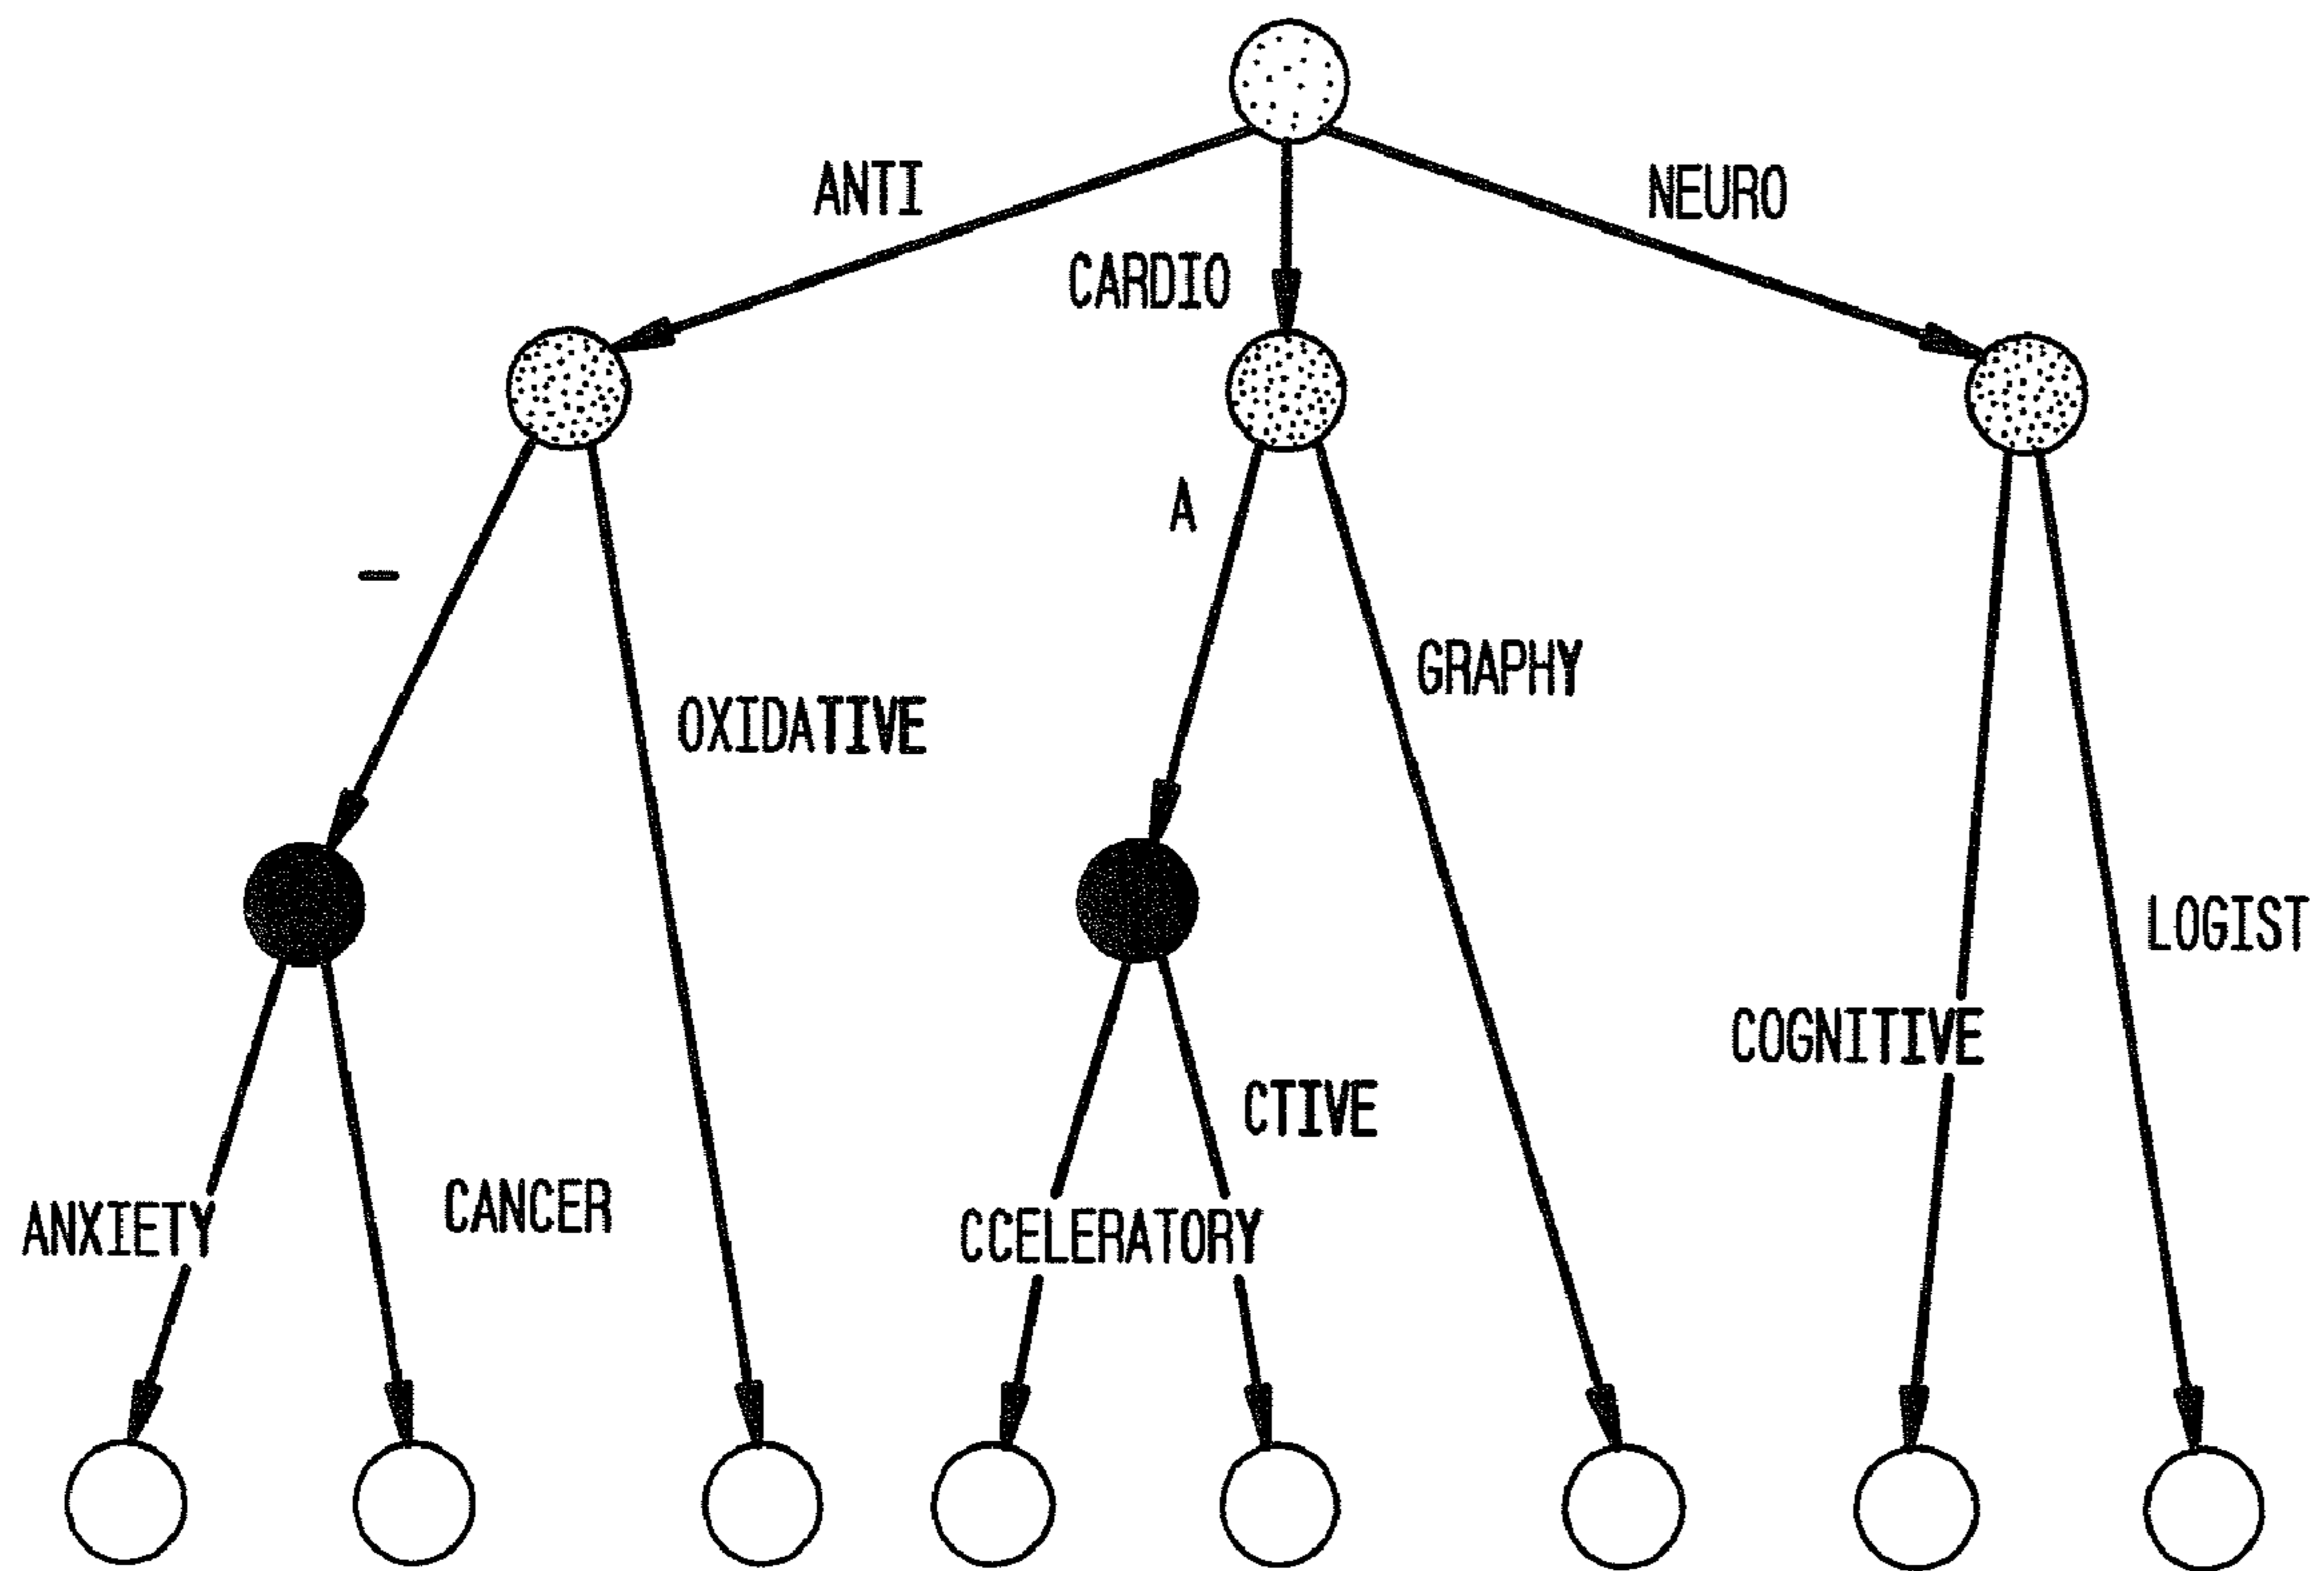 ANTI
NEURO
CARDIO
A
-
GRAPHY
OXIDATIVE
LOGIST
COGNITIVE
CTIVE
CANCER
ANXIETY
CCELERATORY